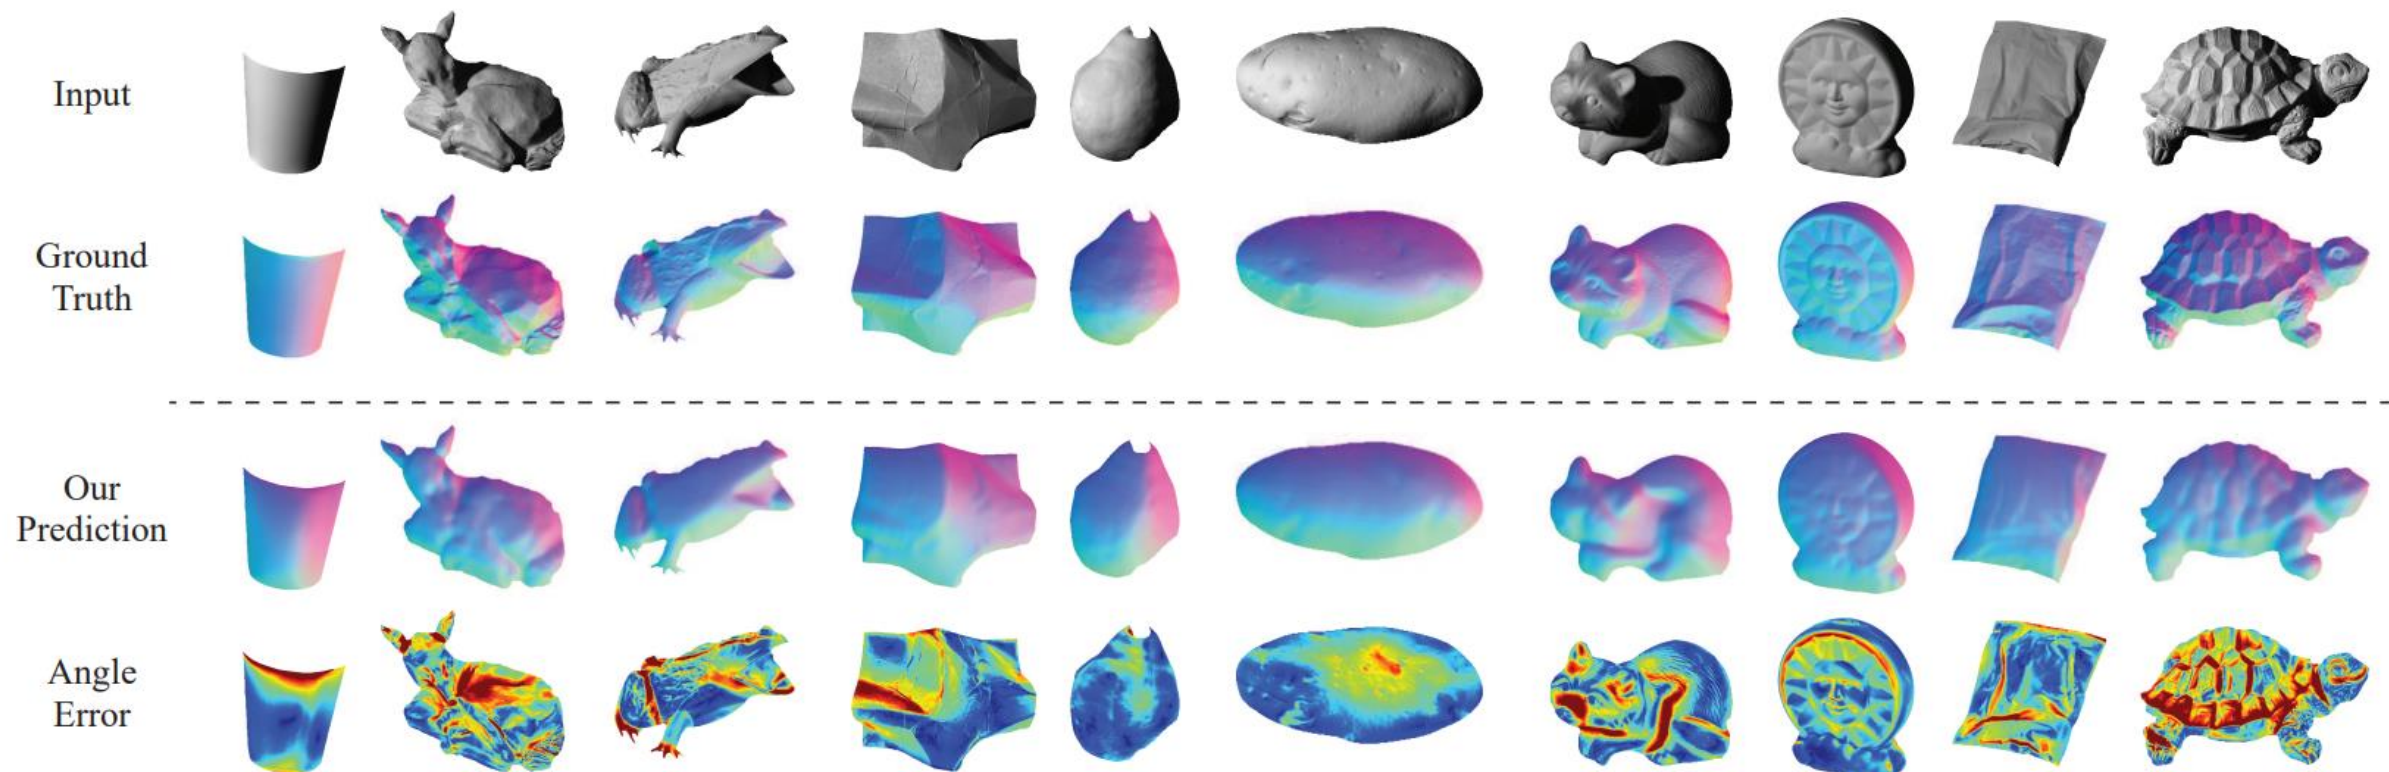 Input
Ground
Truth
Our
Prediction
Angle
Error